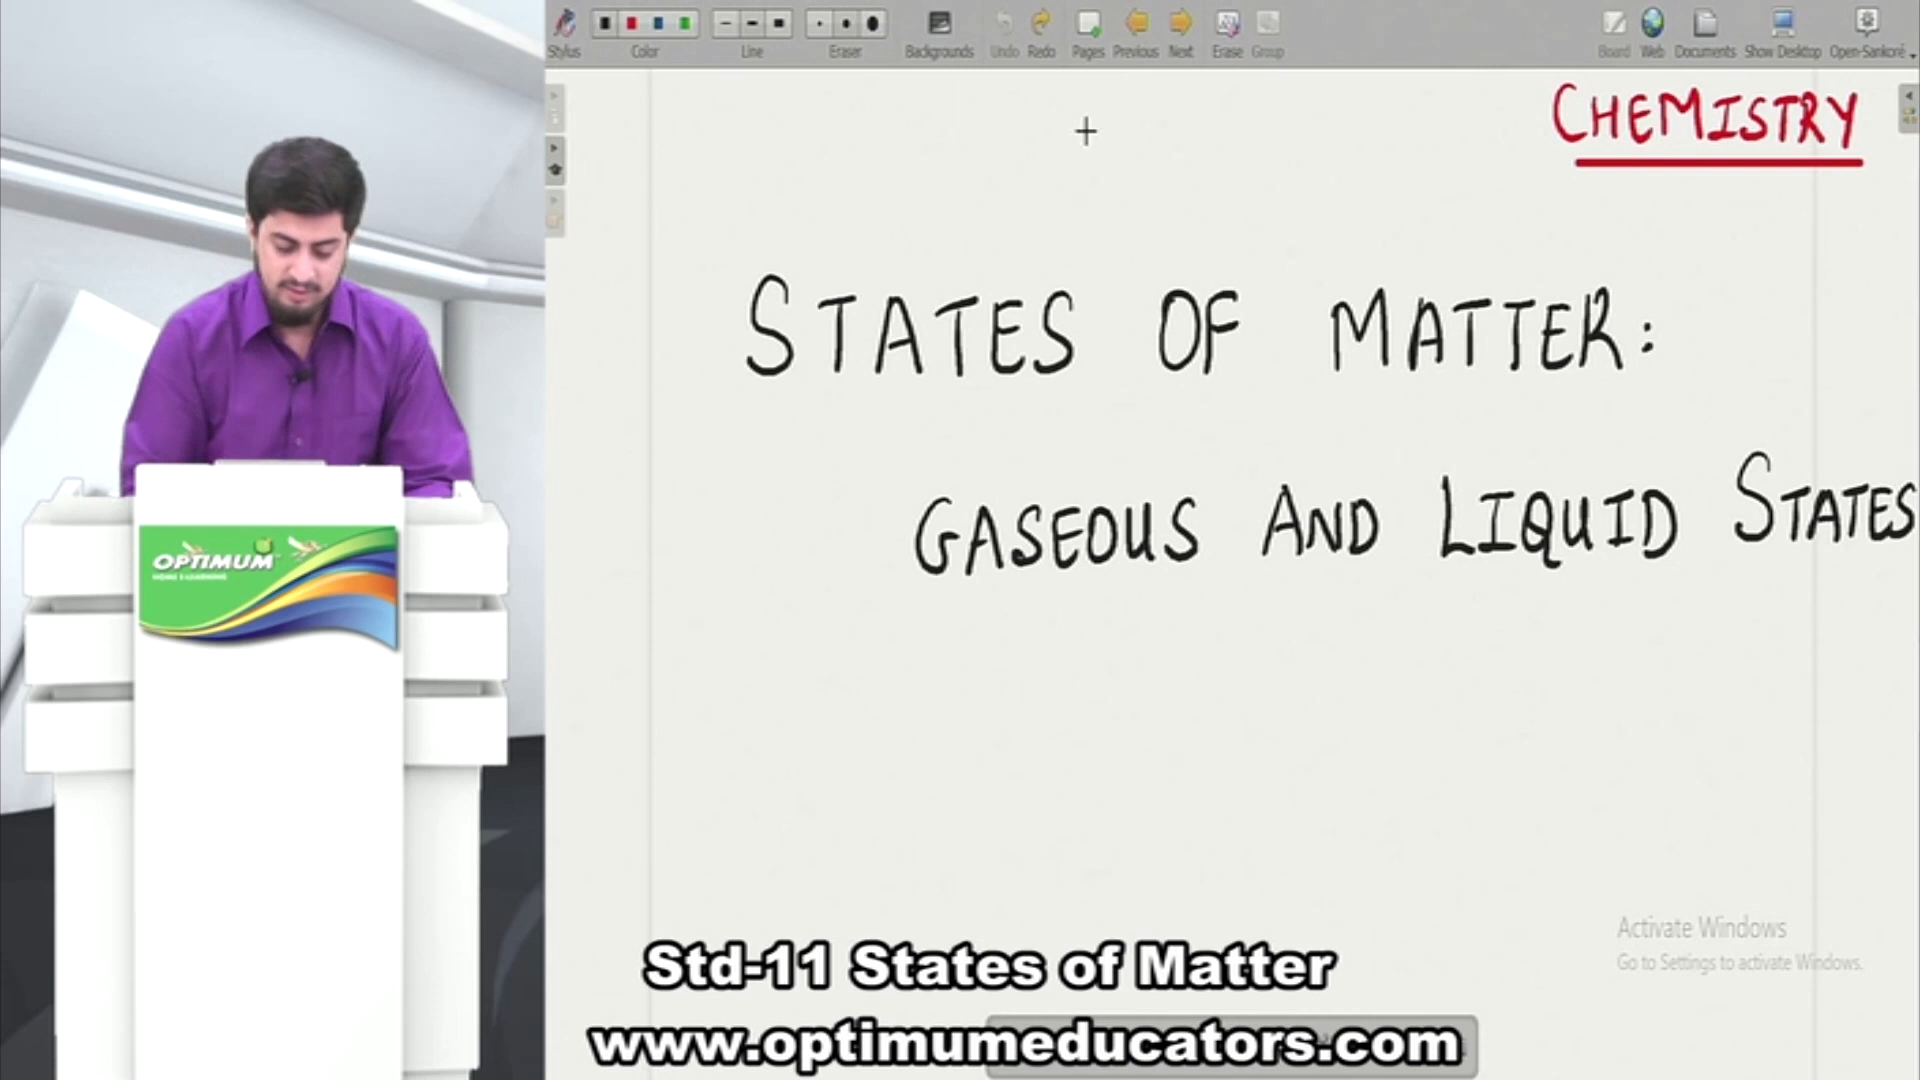 Stylus Color Line Eraser Backgrounds Undo Redo Pages Previous Next Erase Group Board Web Documents Show Desktop Open-Sankoré
CHEMISTRY
STATES OF MATTER:
GASEOUS AND LIQUID STATES
OPTIMUM
HOME E-LEARNING
Activate Windows
Go to Settings to activate Windows.
Std-11 States of Matter
www.optimumeducators.com